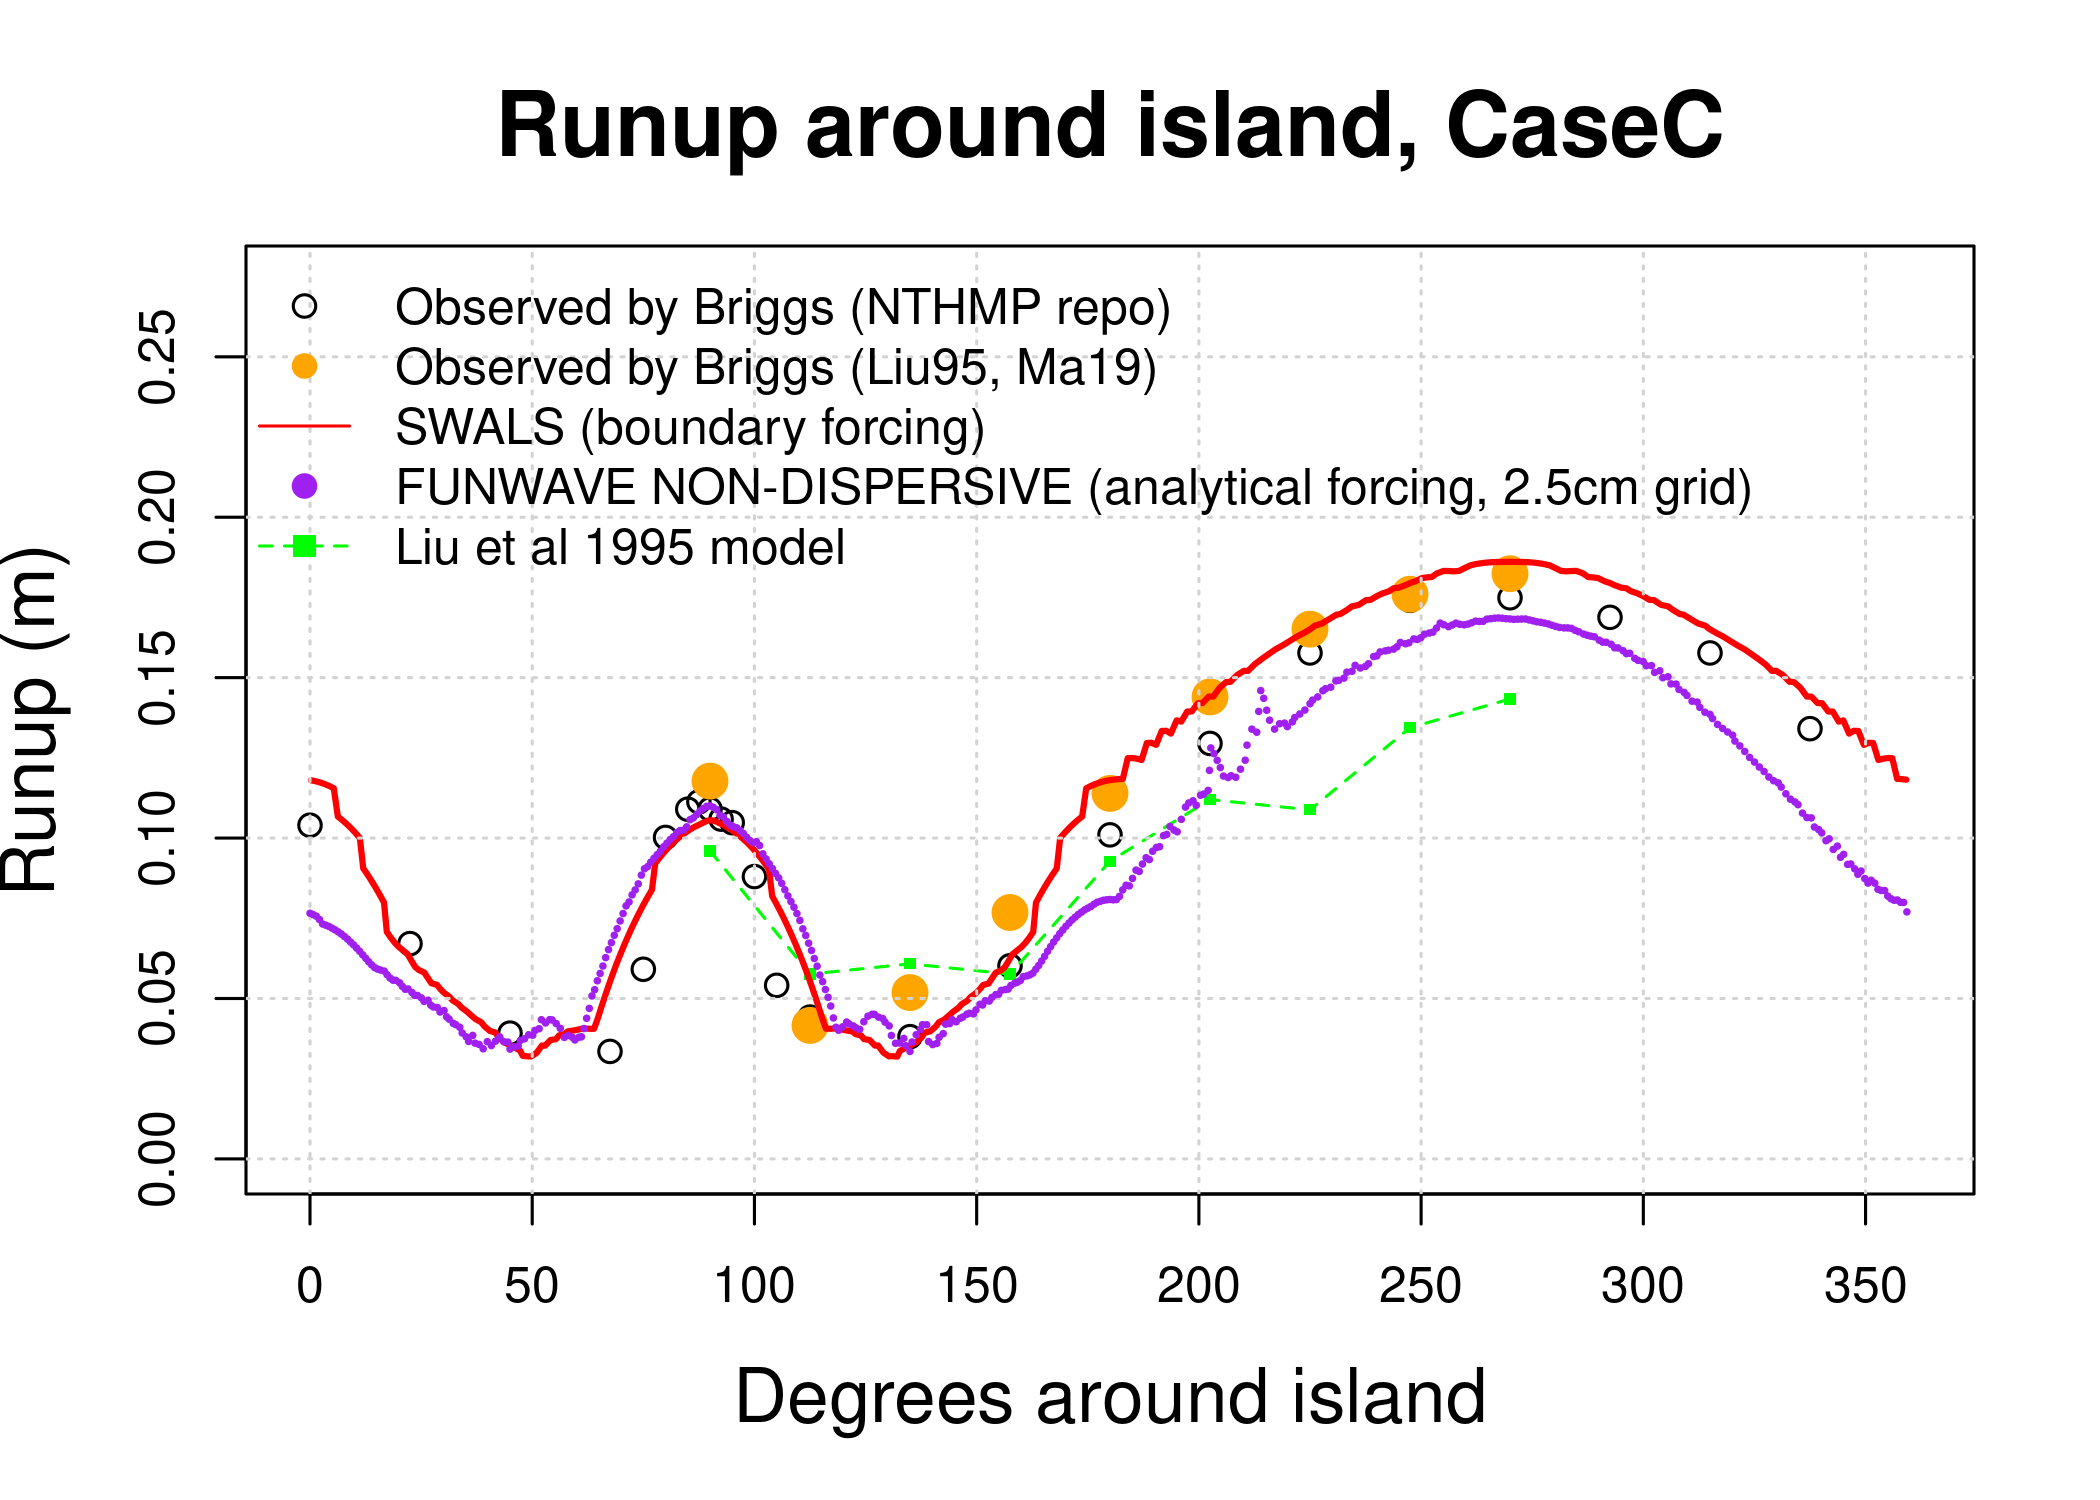 Runup around island, CaseC
Observed by Briggs (NTHMP repo)
Observed by Briggs (Liu95, Ma19)
SWALS (boundary forcing)
FUNWAVE NON-DISPERSIVE (analytical forcing, 2.5cm grid)
Liu et al 1995 model
Runup (m)
0.25
0.20
0.15
0.10
0.05
0.00
0 50 100 150 200 250 300 350
Degrees around island